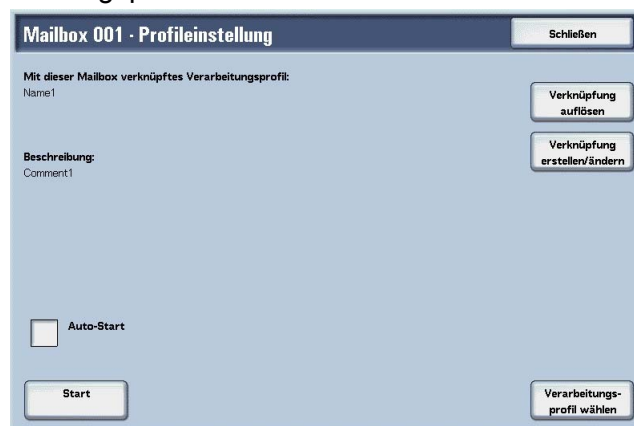 Mailbox 001 - Profileinstellung
Schließen
Mit dieser Mailbox verknüpftes Verarbeitungsprofil:
Name1
Verknüpfung
auflösen
Verknüpfung
erstellen/ändern
Beschreibung:
Comment1
Auto-Start
Start
Verarbeitungs-
profil wählen